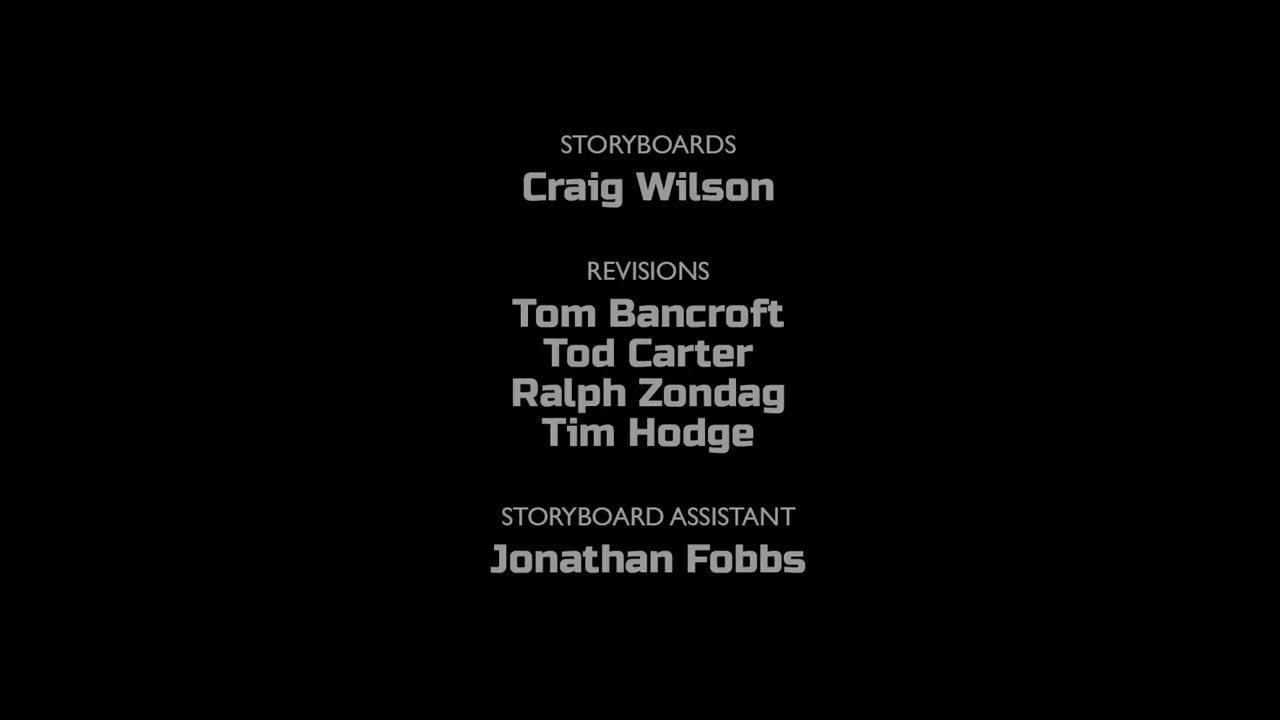 STORYBOARDS
Craig Wilson
REVISIONS
Tom Bancroft
Tod Carter
Ralph Zondag
Tim Hodge
STORYBOARD ASSISTANT
Jonathan Fobbs